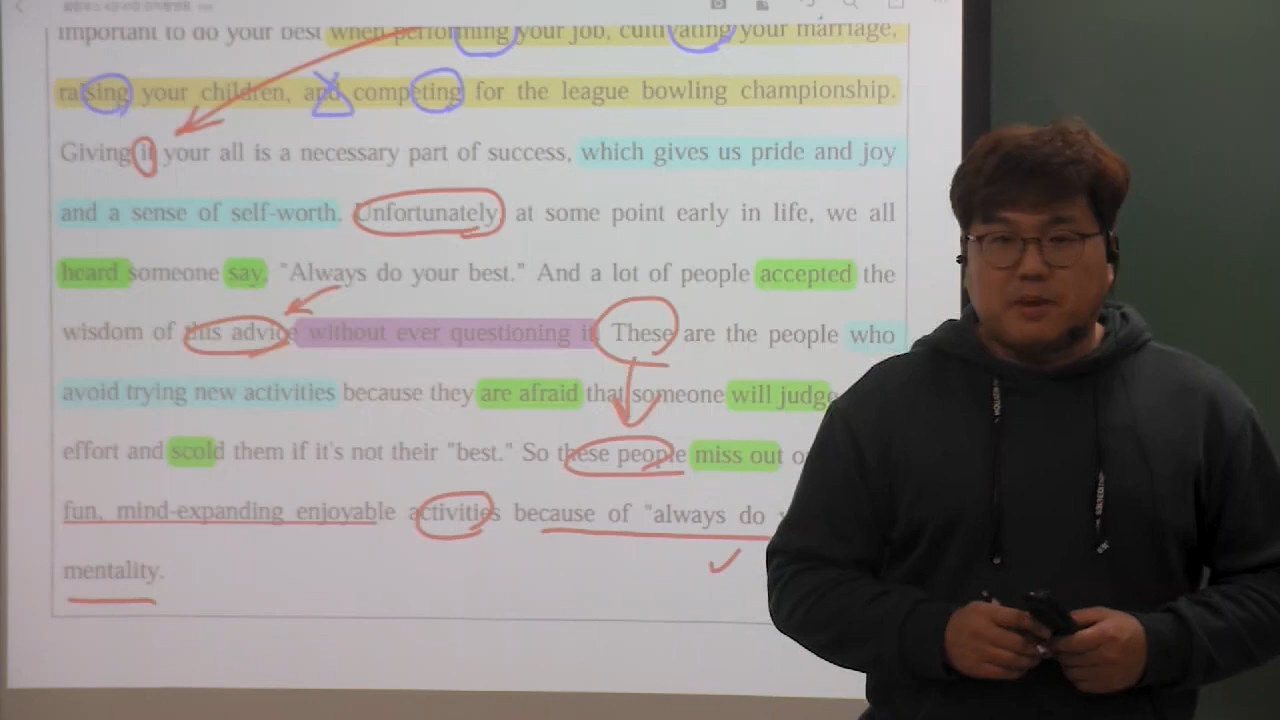 important to do your best when performing your job, cultivating your marriage,
raising your children, and competing for the league bowling championship.
Giving it your all is a necessary part of success, which gives us pride and joy
and a sense of self-worth. Unfortunately, at some point early in life, we all
heard someone say, "Always do your best." And a lot of people accepted the
wisdom of this advice without ever questioning it. These are the people who
avoid trying new activities because they are afraid that someone will judge
effort and scold them if it's not their "best." So these people miss out
fun, mind-expanding enjoyable activities because of "always do
mentality.